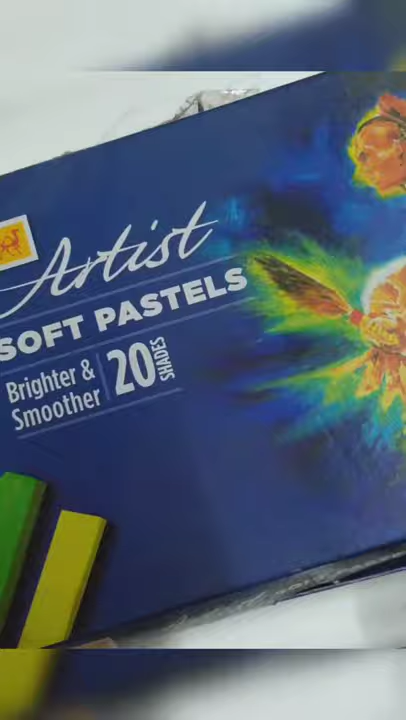 Artist
SOFT PASTELS
Brighter &
Smoother
20
SHADES